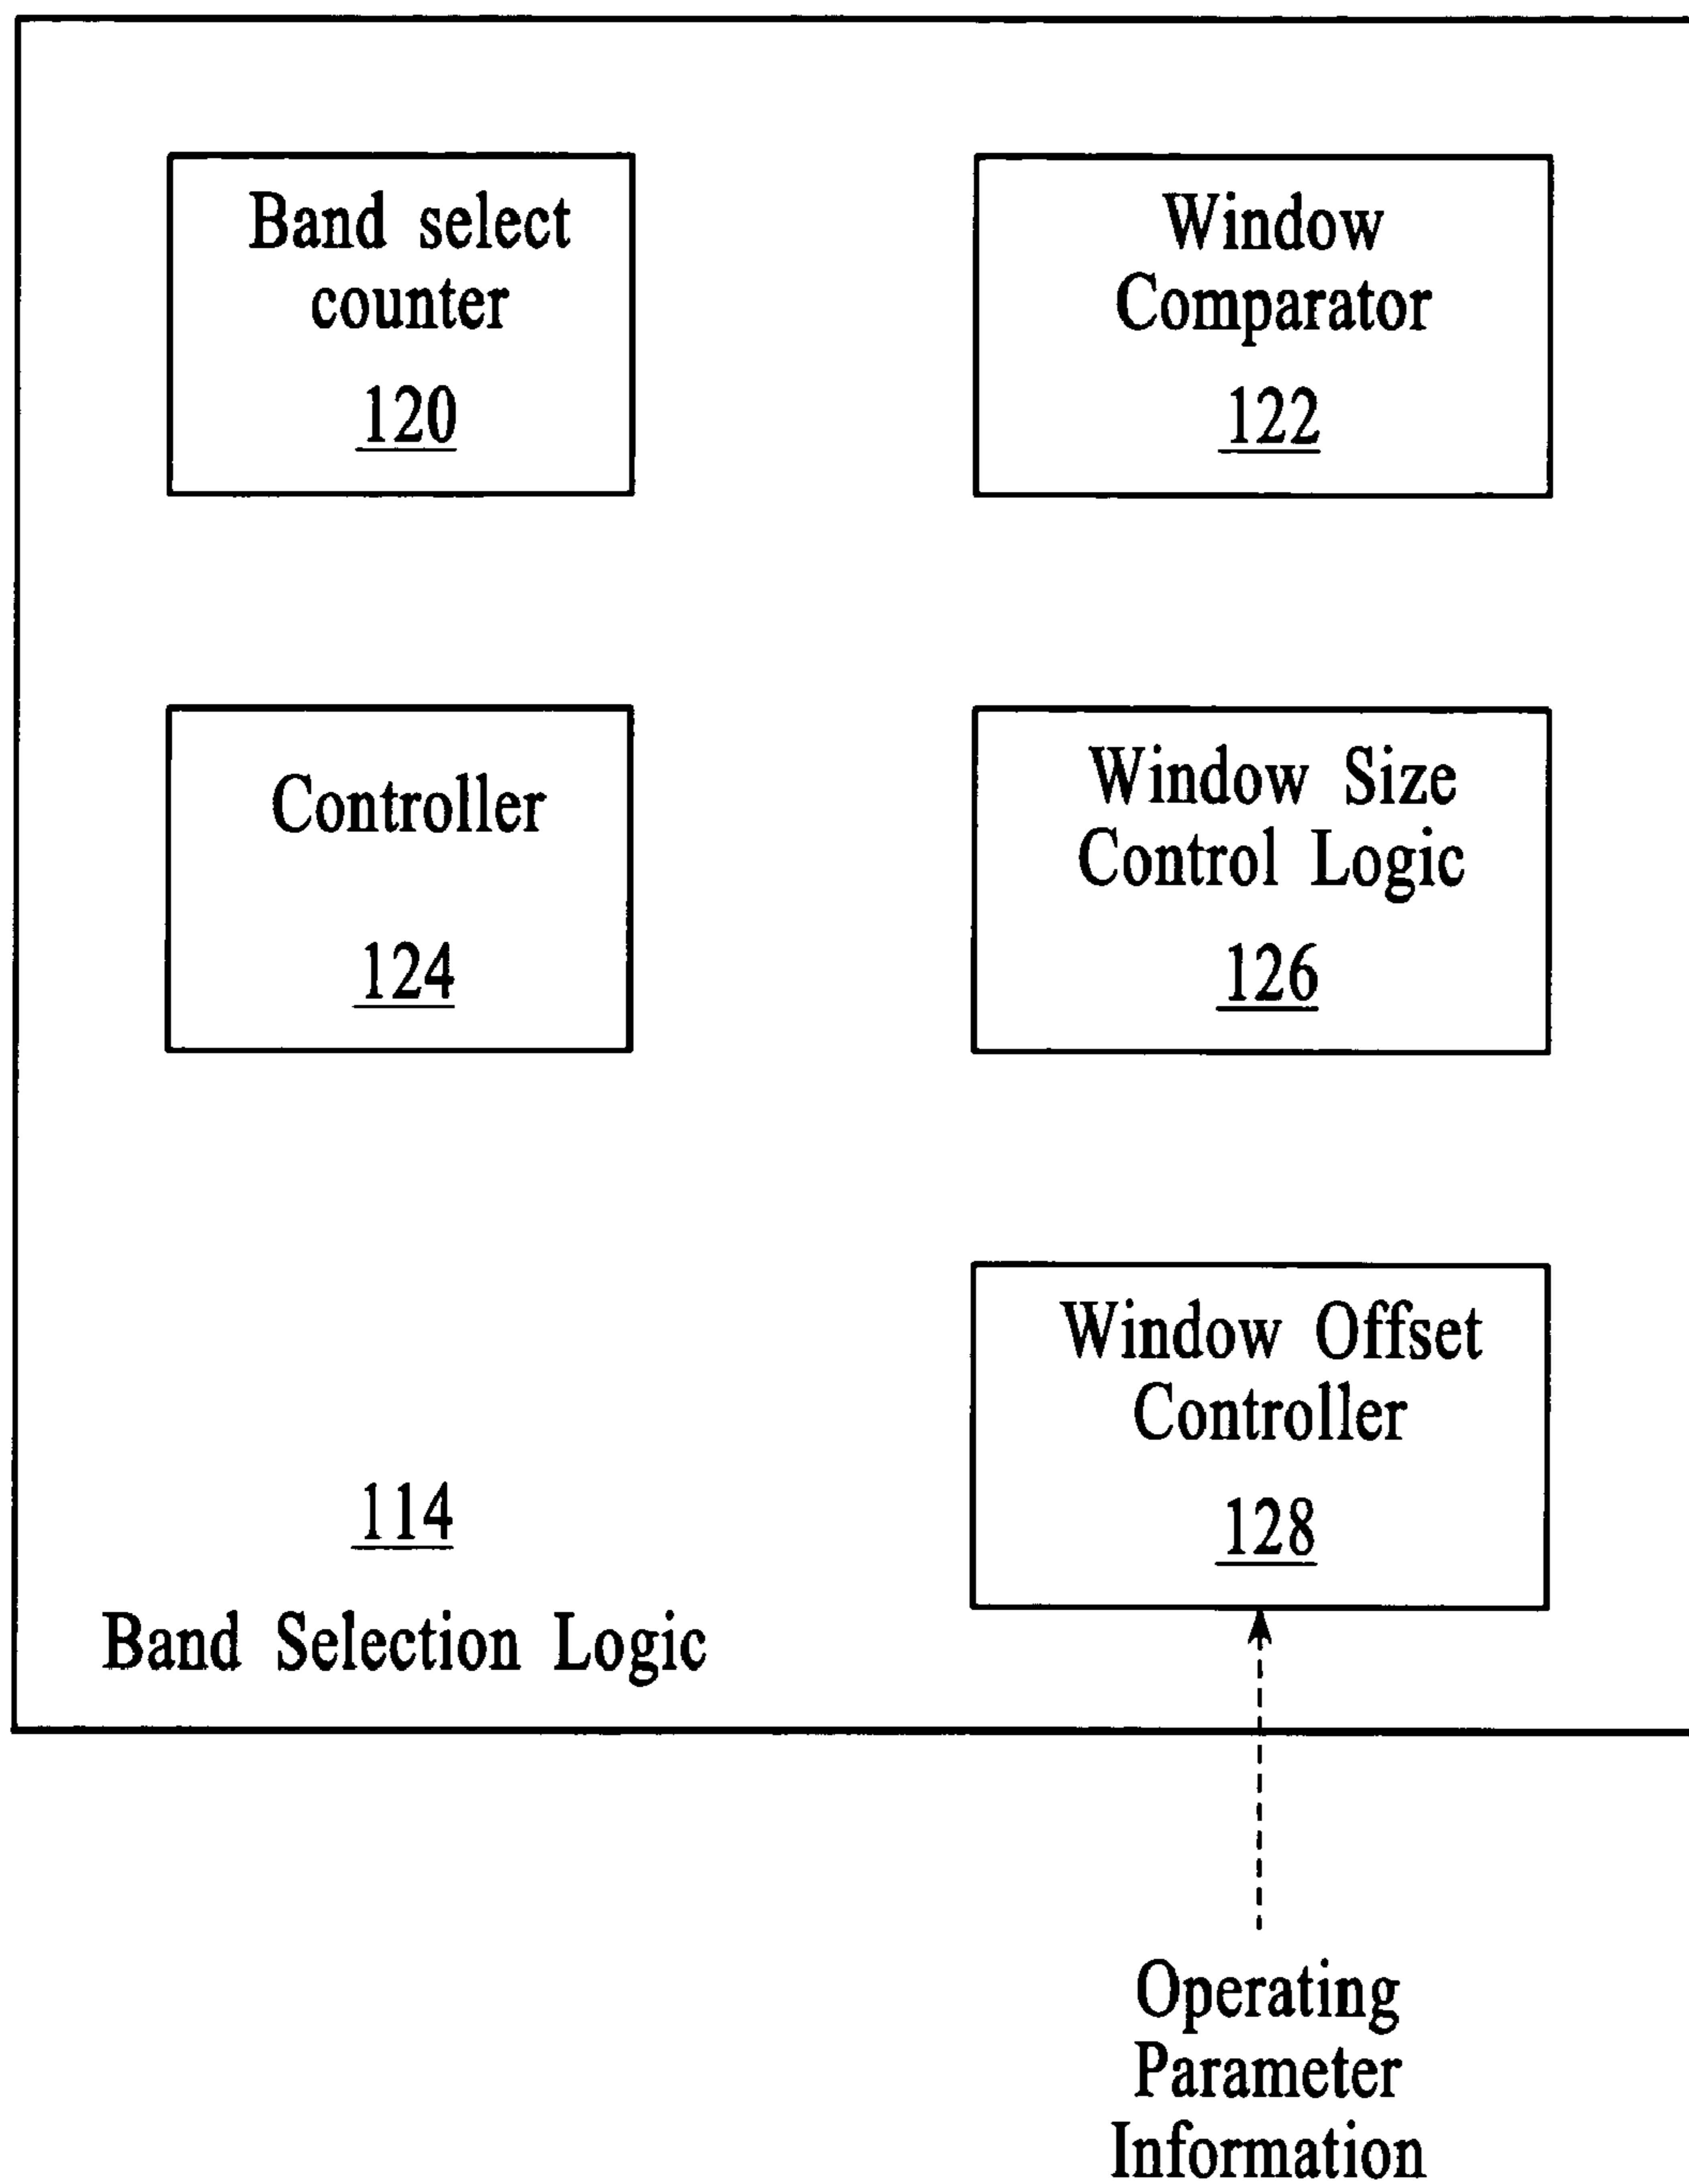 Band select
counter
120
Window
Comparator
122
Controller
124
Window Size
Control Logic
126
Window Offset
Controller
128
114
Band Selection Logic
Operating
Parameter
Information